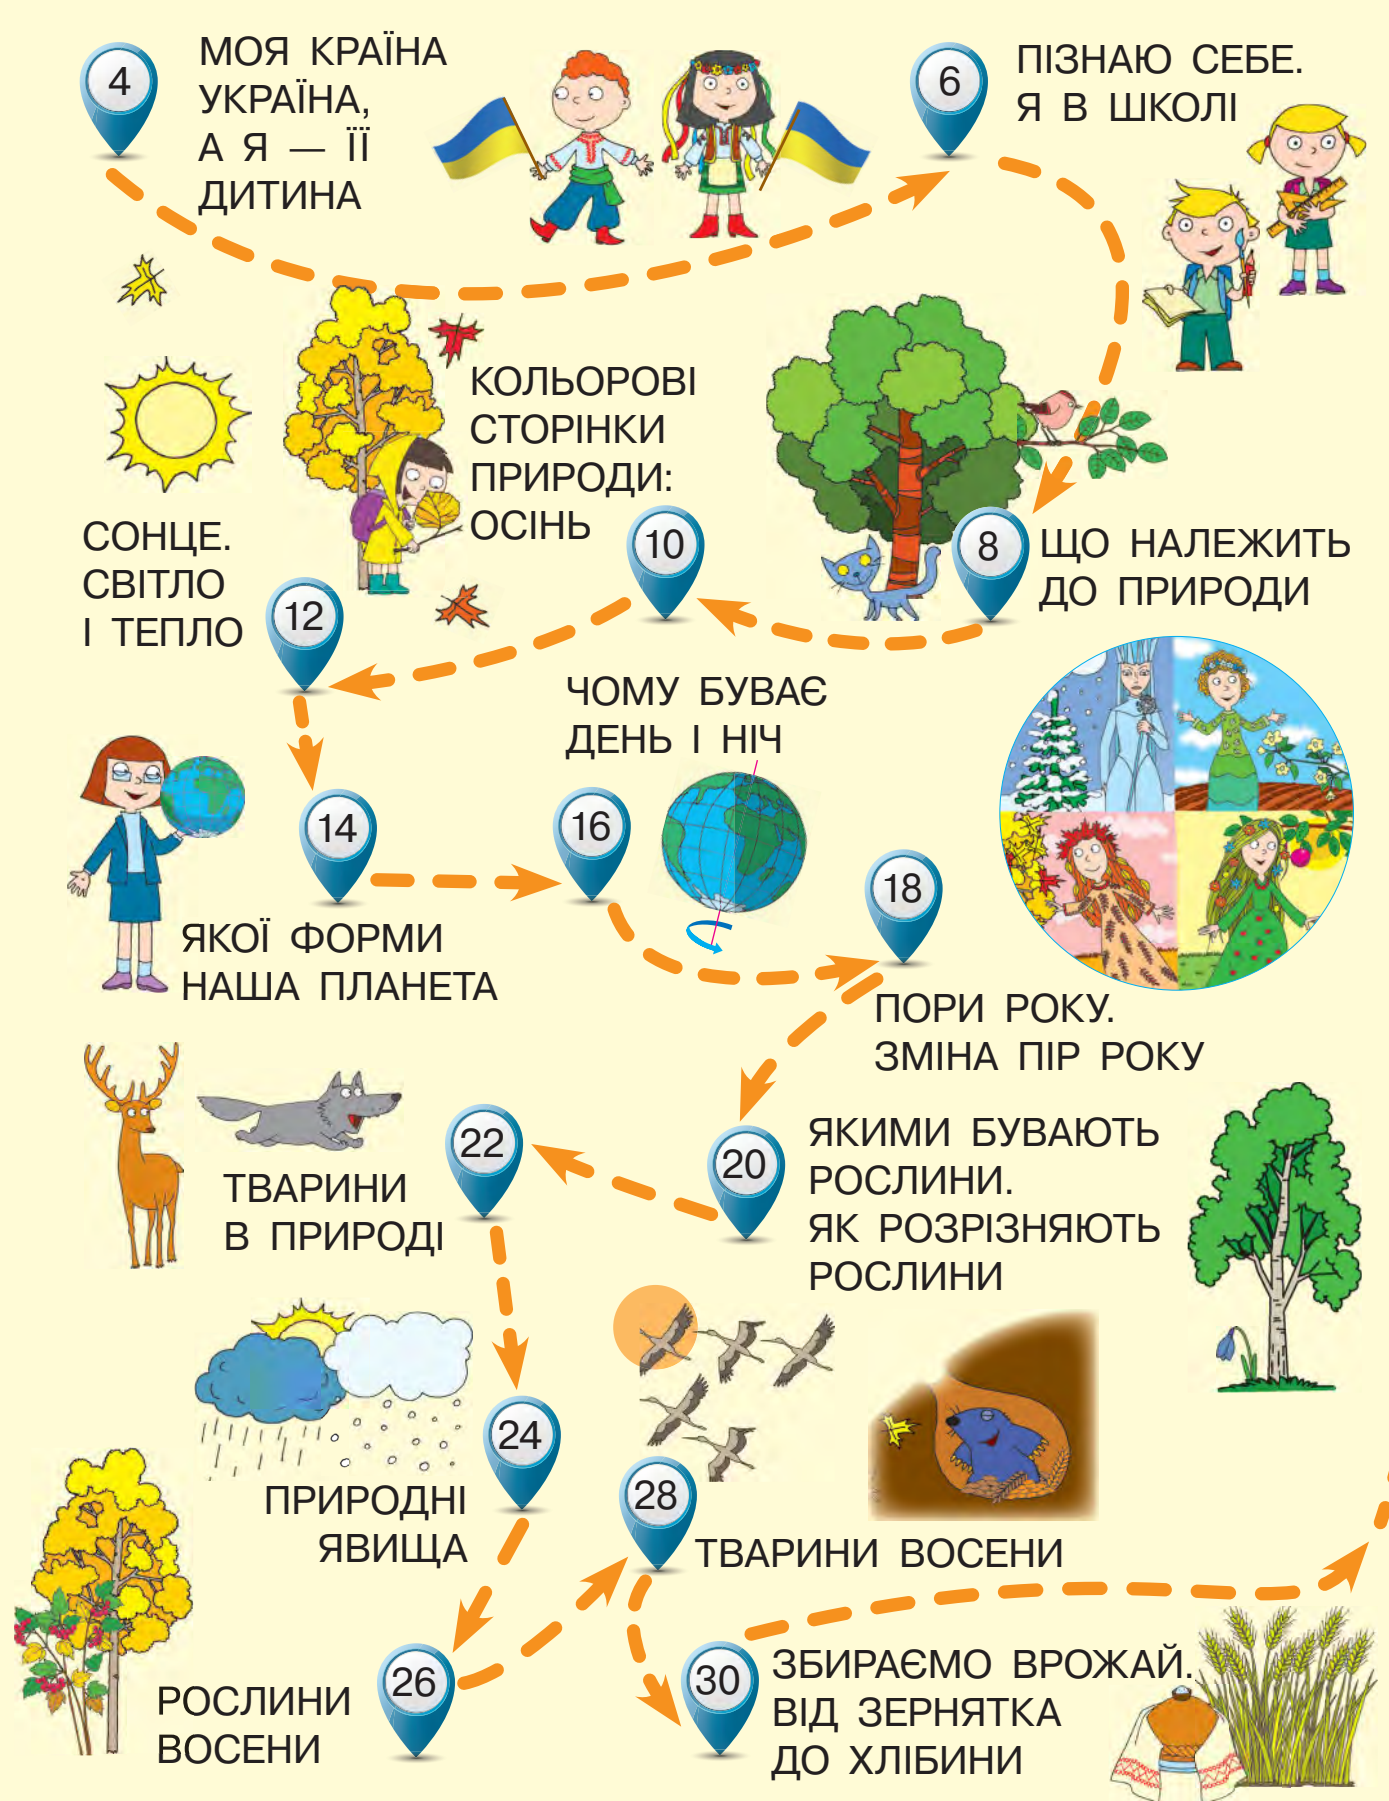 4
МОЯ КРАЇНА
УКРАЇНА,
А Я — ЇЇ
ДИТИНА
6
ПІЗНАЮ СЕБЕ.
Я В ШКОЛІ
8
ЩО НАЛЕЖИТЬ
ДО ПРИРОДИ
10
КОЛЬОРОВІ
СТОРІНКИ
ПРИРОДИ:
ОСІНЬ
12
СОНЦЕ.
СВІТЛО
І ТЕПЛО
14
ЯКОЇ ФОРМИ
НАША ПЛАНЕТА
16
ЧОМУ БУВАЄ
ДЕНЬ І НІЧ
18
ПОРИ РОКУ.
ЗМІНА ПІР РОКУ
20
ЯКИМИ БУВАЮТЬ
РОСЛИНИ.
ЯК РОЗРІЗНЯЮТЬ
РОСЛИНИ
22
ТВАРИНИ
В ПРИРОДІ
24
ПРИРОДНІ
ЯВИЩА
26
РОСЛИНИ
ВОСЕНИ
28
ТВАРИНИ ВОСЕНИ
30
ЗБИРАЄМО ВРОЖАЙ.
ВІД ЗЕРНЯТКА
ДО ХЛІБИНИ